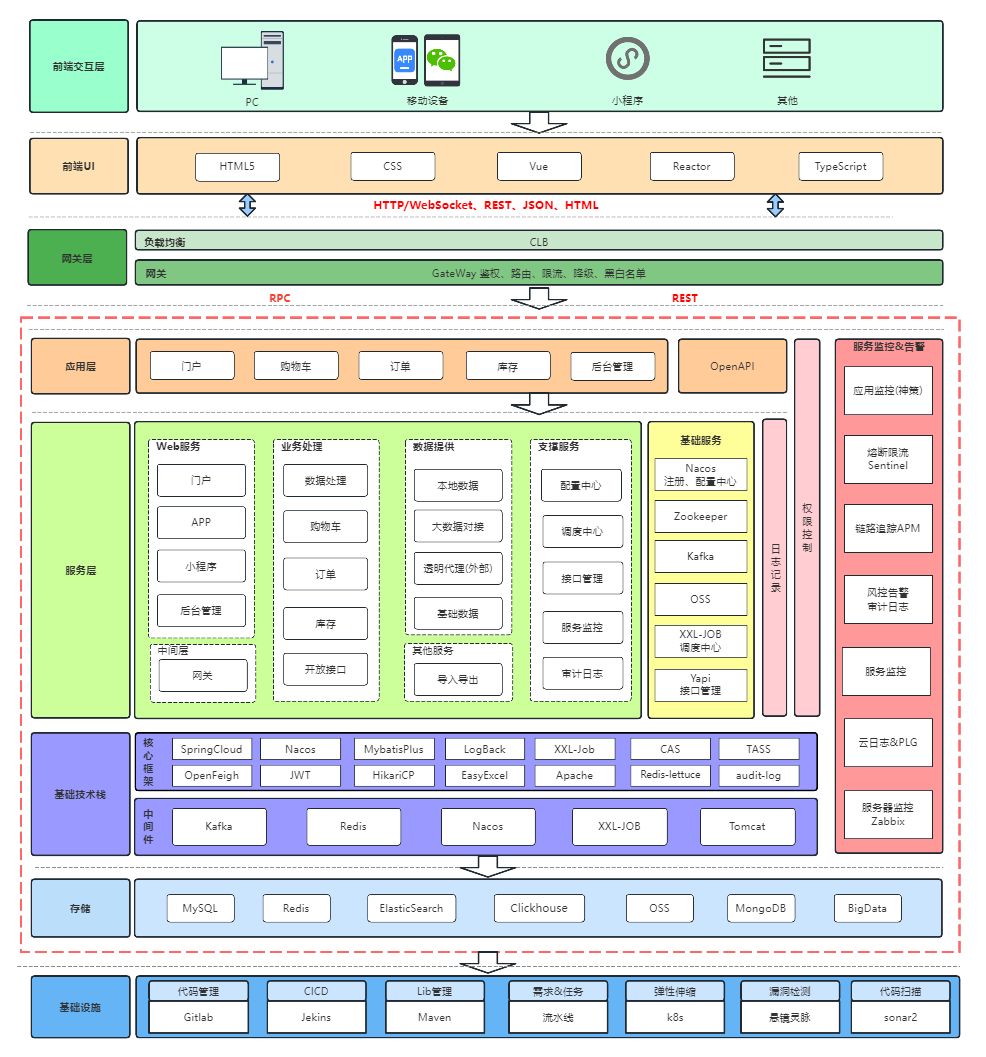 前端交互层
APP
PC
移动设备
小程序
其他
前端UI
HTML5
CSS
Vue
Reactor
TypeScript
HTTP/WebSocket、REST、JSON、HTML
网关层
负载均衡
CLB
网关
GateWay 鉴权、路由、限流、降级、黑白名单
RPC
REST
应用层
门户
购物车
订单
库存
后台管理
OpenAPI
服务层
Web服务
门户
APP
小程序
后台管理
中间层
网关
业务处理
数据处理
购物车
订单
库存
开放接口
数据提供
本地数据
大数据对接
透明代理(外部)
基础数据
其他服务
导入导出
支撑服务
配置中心
调度中心
接口管理
服务监控
审计日志
基础服务
Nacos
注册、配置中心
Zookeeper
Kafka
OSS
XXL-JOB
调度中心
Yapi
接口管理
日志记录
权限控制
服务监控&告警
应用监控(神策)
熔断限流
Sentinel
链路追踪APM
风控告警
审计日志
服务监控
云日志&PLG
服务器监控
Zabbix
基础技术栈
核心框架
SpringCloud
Nacos
MybatisPlus
LogBack
XXL-Job
CAS
TASS
OpenFeigh
JWT
HikariCP
EasyExcel
Apache
Redis-lettuce
audit-log
中间件
Kafka
Redis
Nacos
XXL-JOB
Tomcat
存储
MySQL
Redis
ElasticSearch
Clickhouse
OSS
MongoDB
BigData
基础设施
代码管理
Gitlab
CICD
Jekins
Lib管理
Maven
需求&任务
流水线
弹性伸缩
k8s
漏洞检测
悬镜灵脉
代码扫描
sonar2